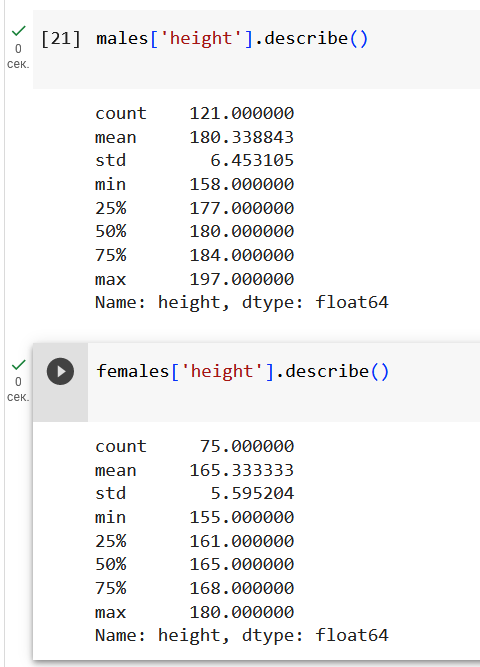 [21] males['height'].describe()
0
сек.
count    121.000000
mean     180.338843
std        6.453105
min      158.000000
25%      177.000000
50%      180.000000
75%      184.000000
max      197.000000
Name: height, dtype: float64
females['height'].describe()
0
сек.
count     75.000000
mean     165.333333
std        5.595204
min      155.000000
25%      161.000000
50%      165.000000
75%      168.000000
max      180.000000
Name: height, dtype: float64